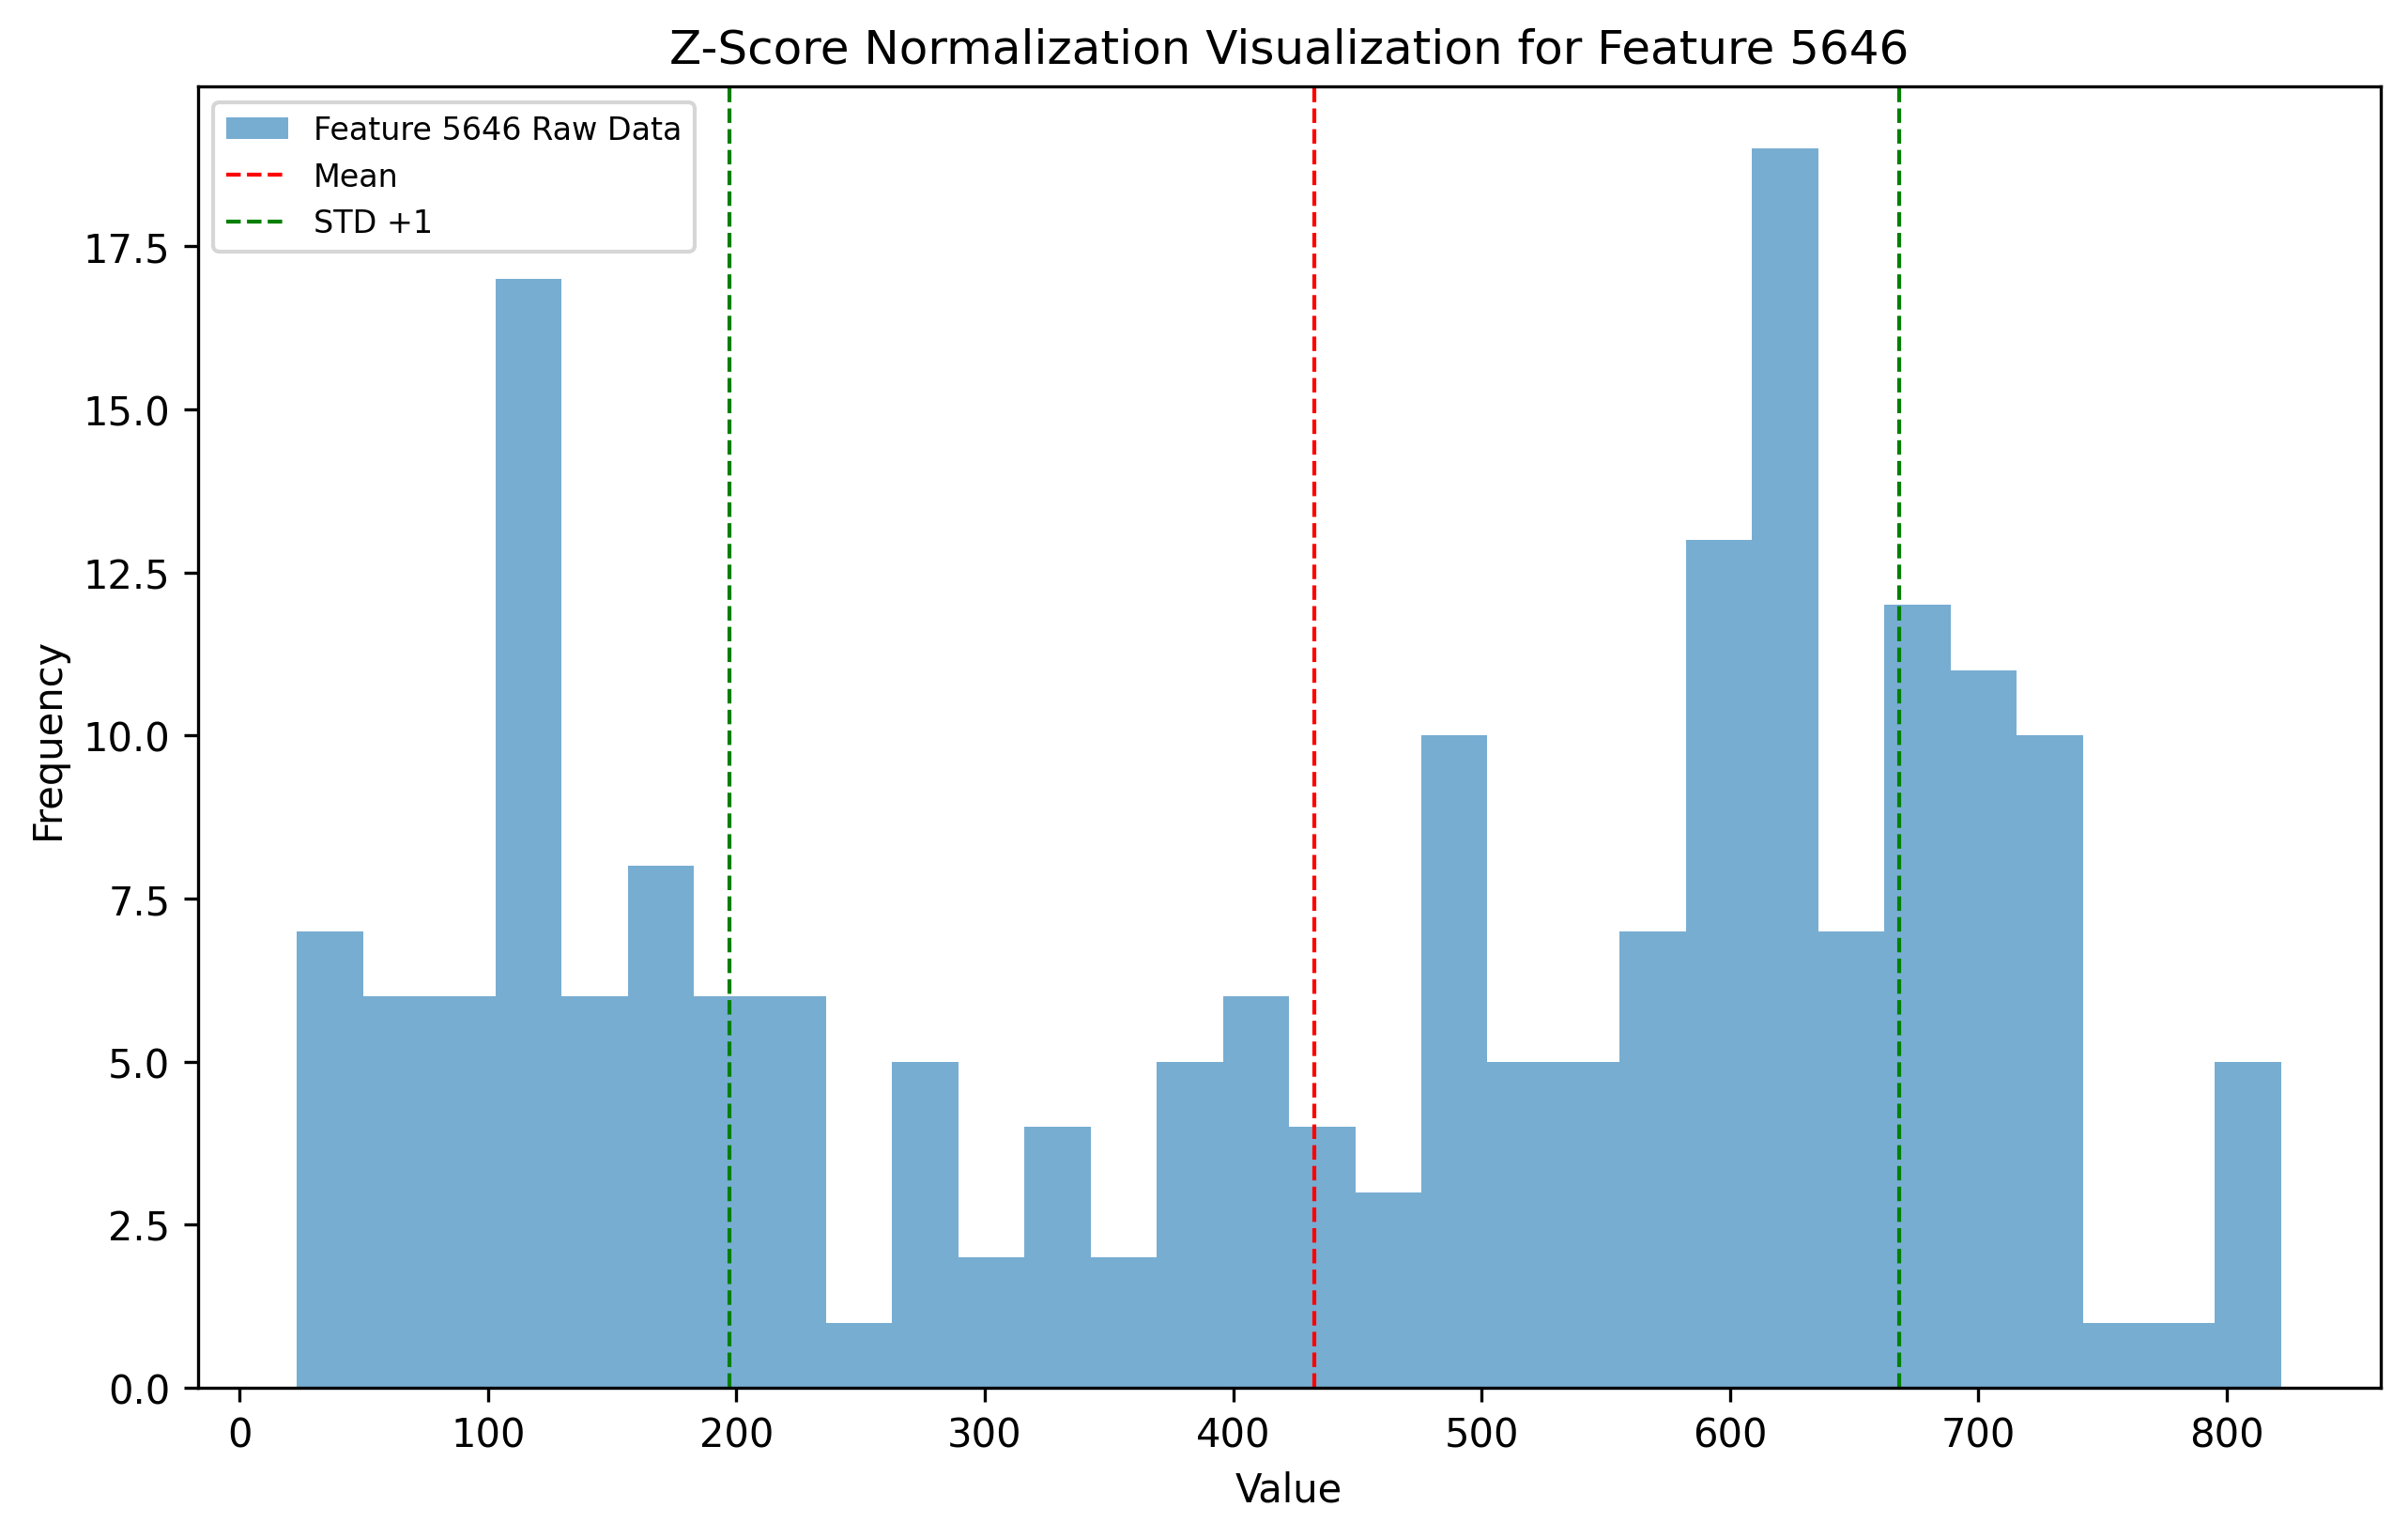 Z-Score Normalization Visualization for Feature 5646
Feature 5646 Raw Data
Mean
STD +1
17.5
15.0
12.5
10.0
7.5
5.0
2.5
0.0
Frequency
0 100 200 300 400 500 600 700 800
Value